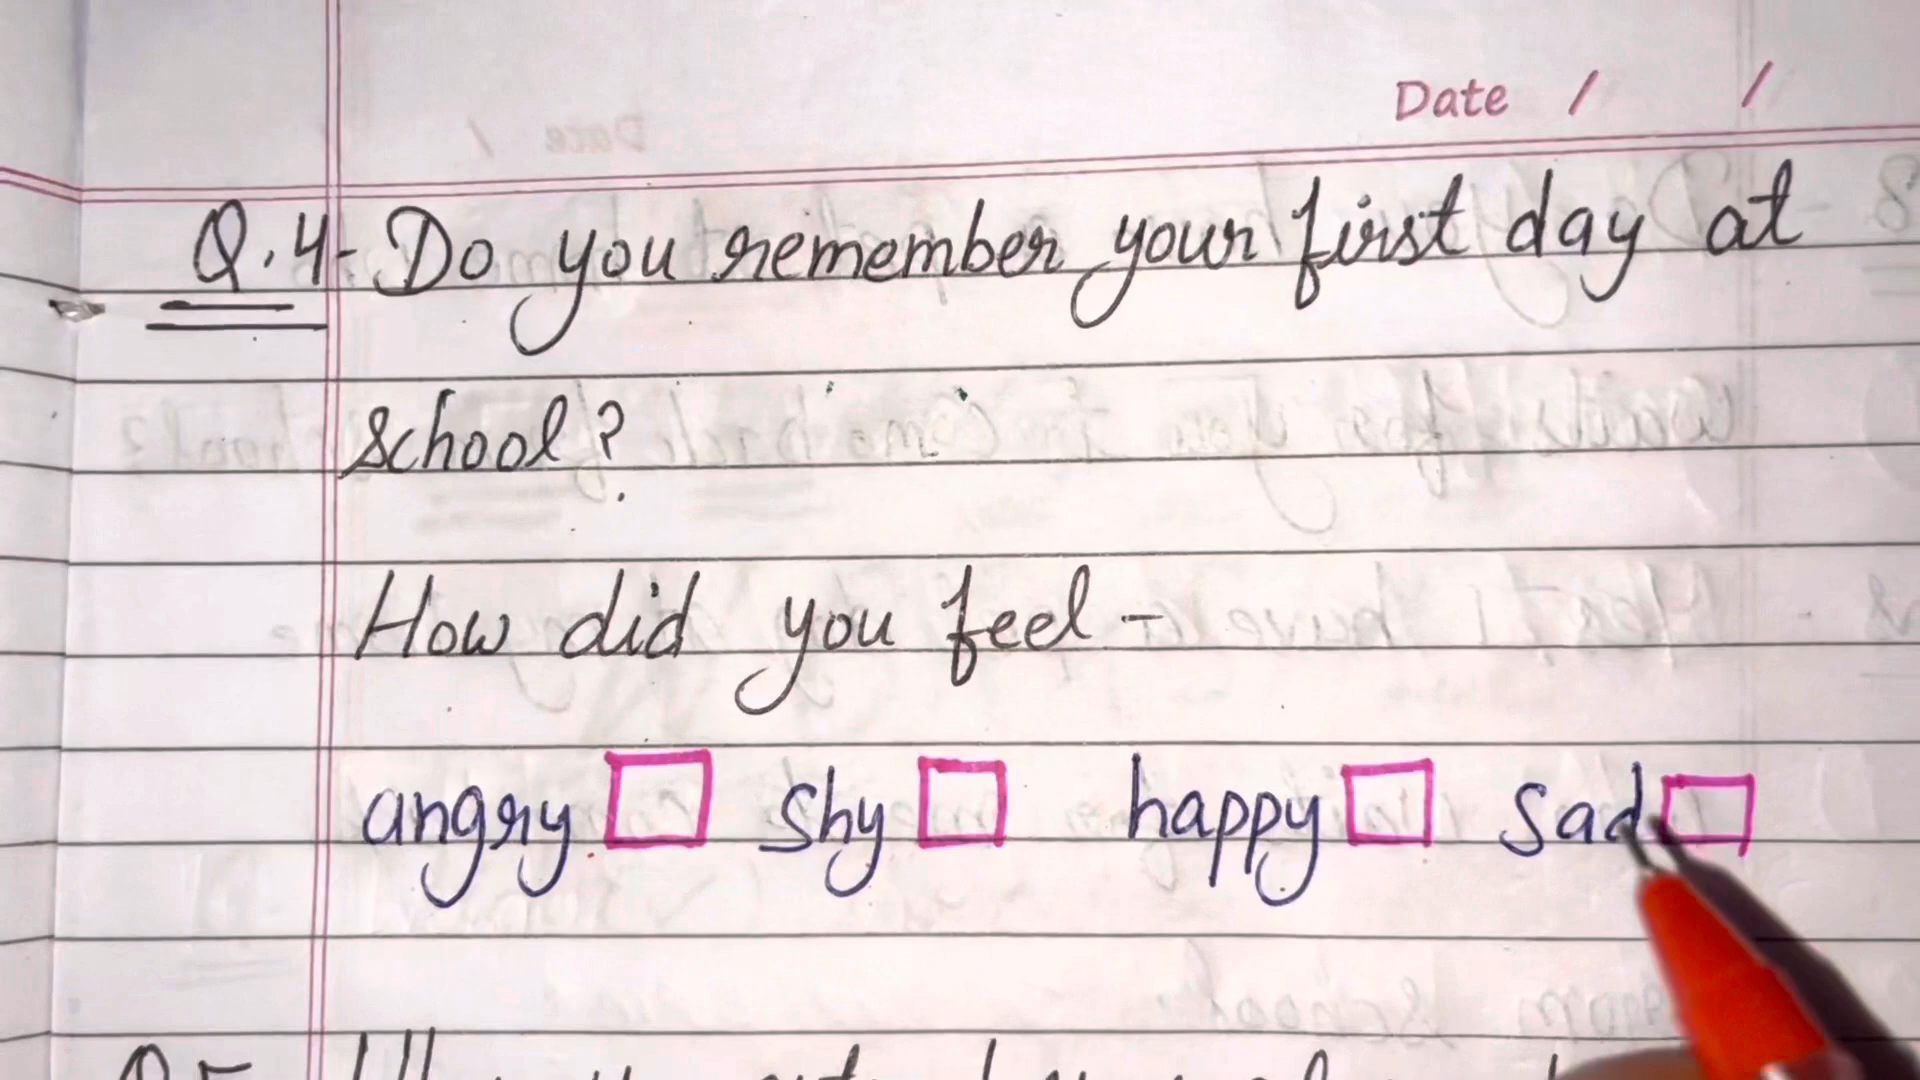 Date / /
Q.4- Do you remember your first day at
school?
How did you feel -
angry shy happy sad